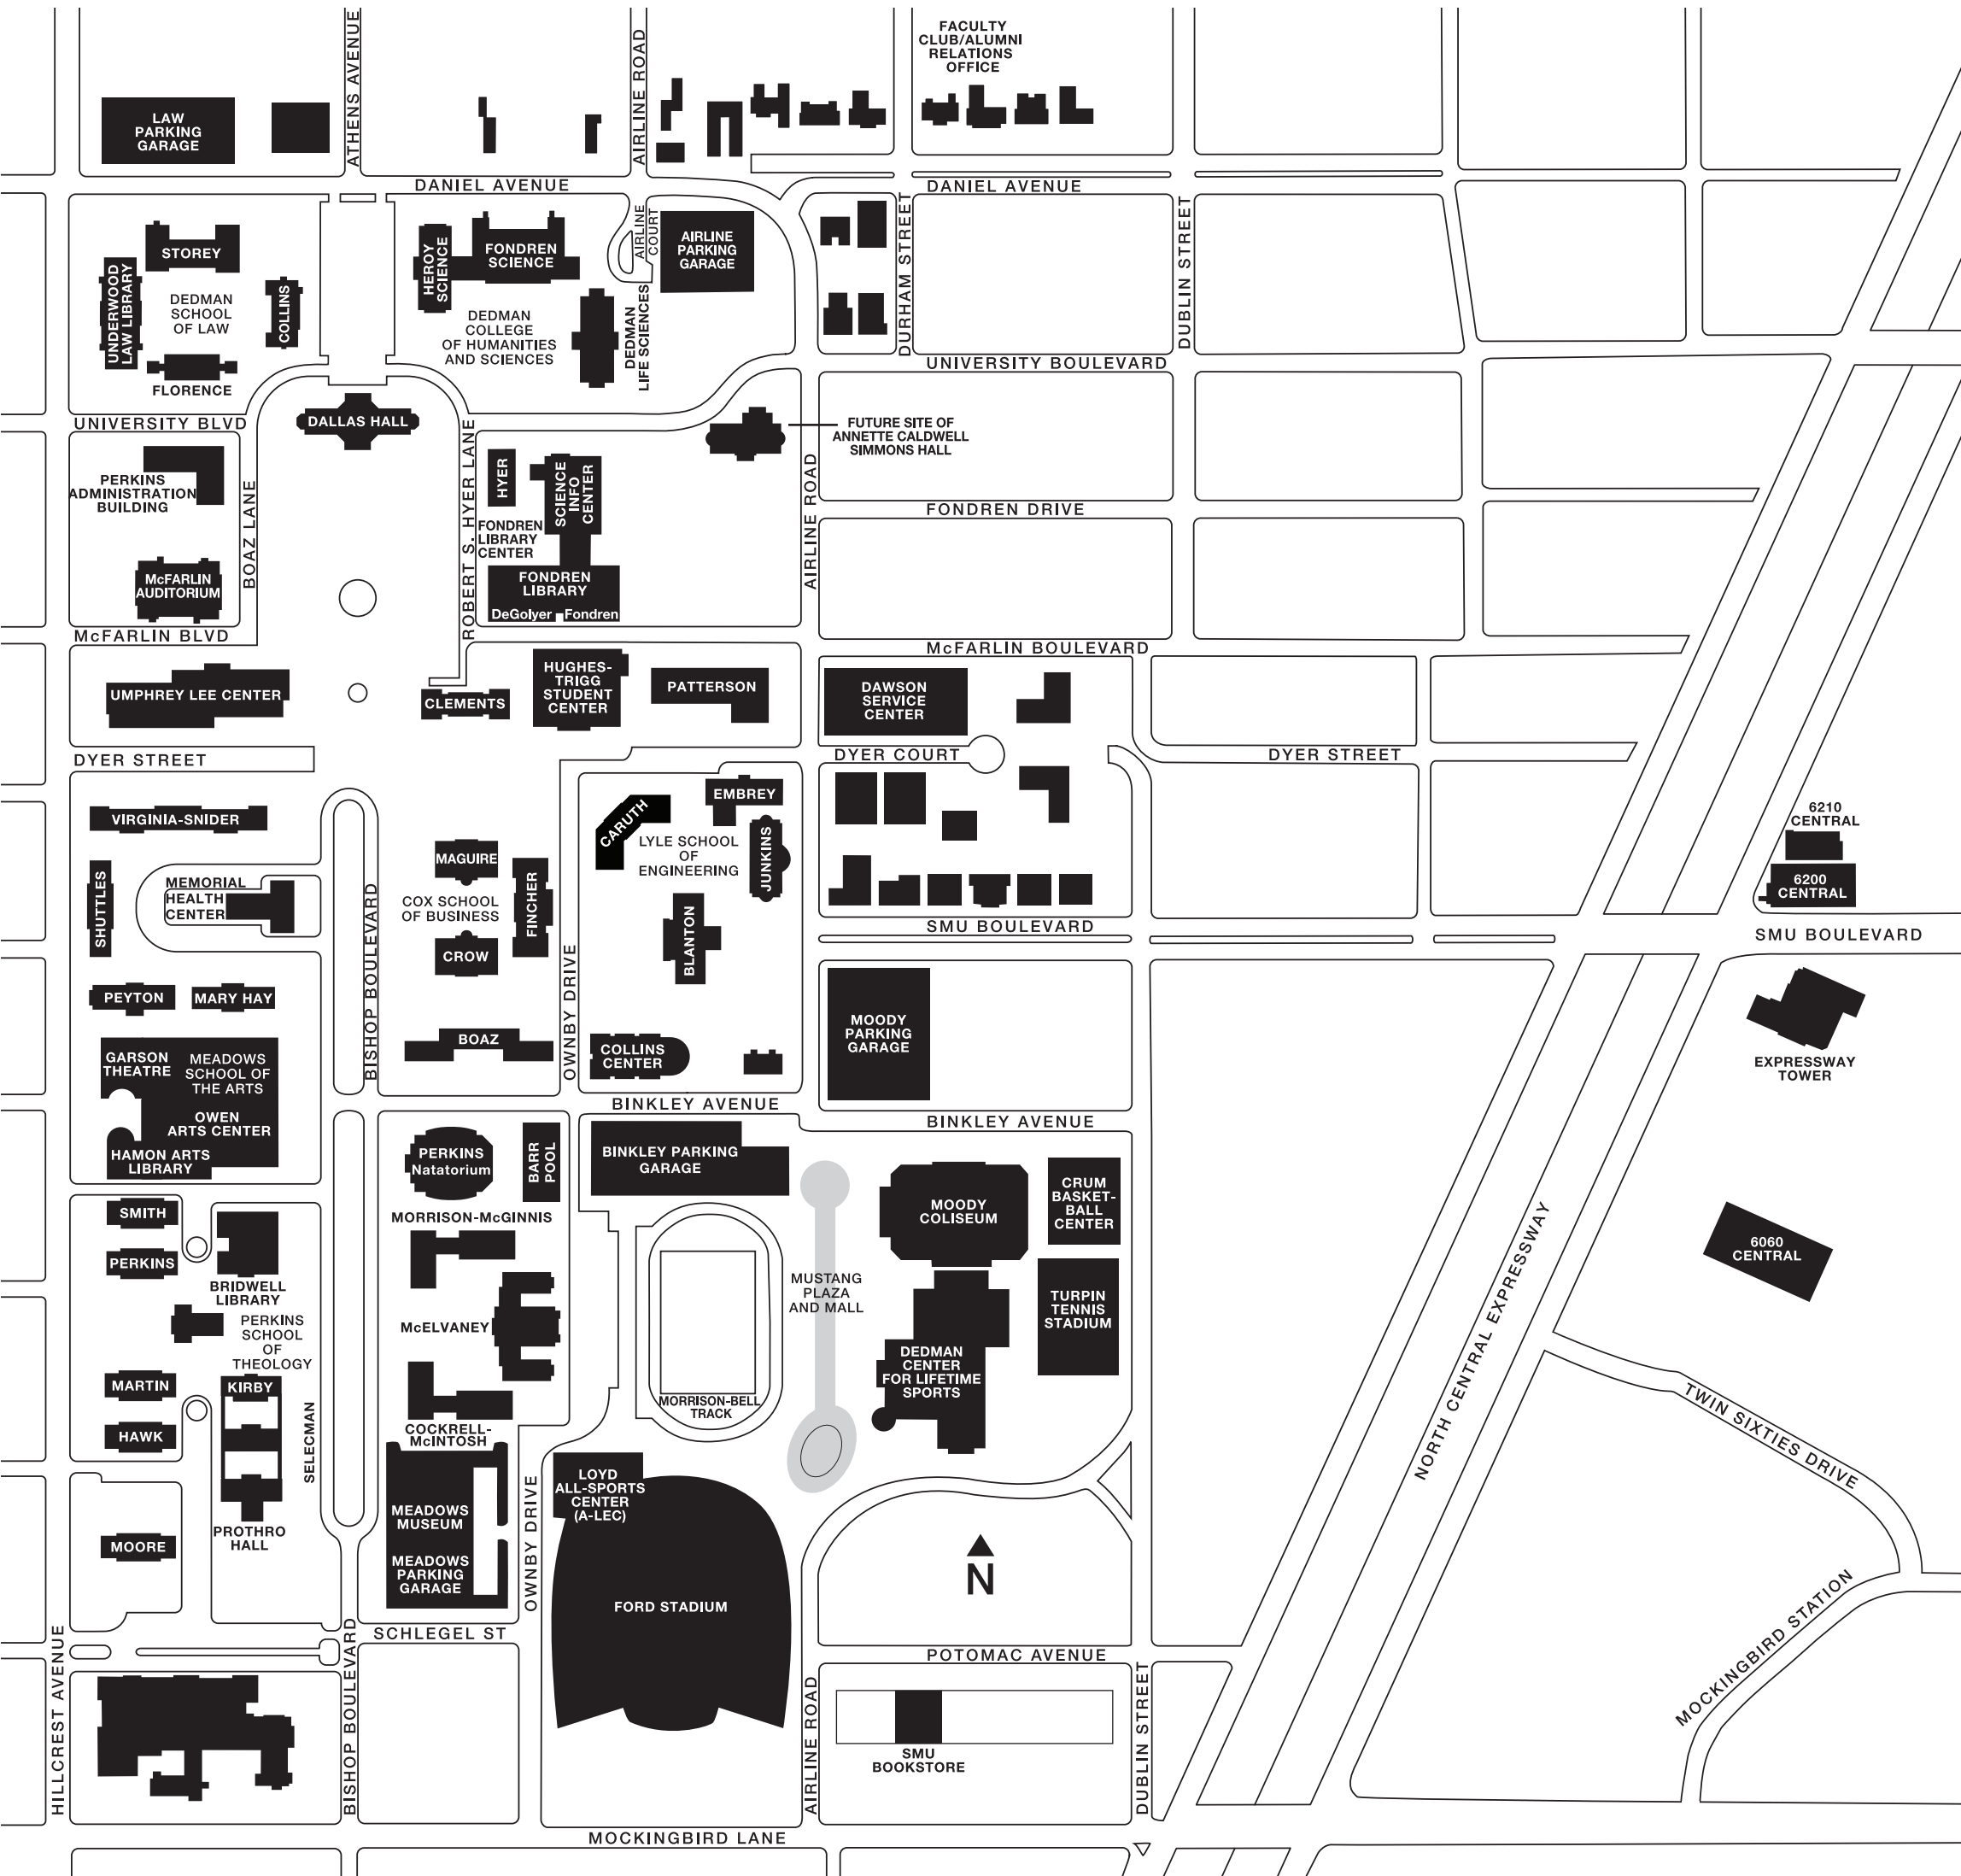 FACULTY
CLUB/ALUMNI
RELATIONS
OFFICE
ATHENS AVENUE
AIRLINE ROAD
LAW
PARKING
GARAGE
DANIEL AVENUE
DANIEL AVENUE
AIRLINE
COURT
AIRLINE
PARKING
GARAGE
DURHAM STREET
DUBLIN STREET
STOREY
HEROY
SCIENCE
FONDREN
SCIENCE
UNDERWOOD
LAW LIBRARY
DEDMAN
SCHOOL
OF LAW
COLLINS
DEDMAN
COLLEGE
OF HUMANITIES
AND SCIENCES
DEDMAN
LIFE SCIENCES
FLORENCE
UNIVERSITY BOULEVARD
UNIVERSITY BLVD
DALLAS HALL
FUTURE SITE OF
ANNETTE CALDWELL
SIMMONS HALL
PERKINS
ADMINISTRATION
BUILDING
BOAZ LANE
ROBERT S. HYER LANE
HYER
SCIENCE
INFO
CENTER
AIRLINE ROAD
FONDREN
LIBRARY
CENTER
FONDREN DRIVE
McFARLIN
AUDITORIUM
FONDREN
LIBRARY
DeGolyer
Fondren
McFARLIN BLVD
McFARLIN BOULEVARD
UMPHREY LEE CENTER
CLEMENTS
HUGHES-
TRIGG
STUDENT
CENTER
PATTERSON
DAWSON
SERVICE
CENTER
DYER STREET
DYER COURT
DYER STREET
VIRGINIA-SNIDER
CARUTH
EMBREY
6210
CENTRAL
MAGUIRE
LYLE SCHOOL
OF
ENGINEERING
JUNKINS
SHUTTLES
MEMORIAL
HEALTH
CENTER
BISHOP BOULEVARD
COX SCHOOL
OF BUSINESS
FINCHER
6200
CENTRAL
SMU BOULEVARD
SMU BOULEVARD
CROW
OWNBY DRIVE
BLANTON
PEYTON
MARY HAY
BOAZ
COLLINS
CENTER
MOODY
PARKING
GARAGE
EXPRESSWAY
TOWER
GARSON
THEATRE
MEADOWS
SCHOOL OF
THE ARTS
OWEN
ARTS CENTER
HAMON ARTS
LIBRARY
BINKLEY AVENUE
BINKLEY AVENUE
PERKINS
Natatorium
BARR
POOL
BINKLEY PARKING
GARAGE
MOODY
COLISEUM
CRUM
BASKET-
BALL
CENTER
SMITH
MORRISON-McGINNIS
PERKINS
BRIDWELL
LIBRARY
MUSTANG
PLAZA
AND MALL
NORTH CENTRAL EXPRESSWAY
6060
CENTRAL
PERKINS
SCHOOL
OF
THEOLOGY
McELVANEY
TURPIN
TENNIS
STADIUM
DEDMAN
CENTER
FOR LIFETIME
SPORTS
MARTIN
KIRBY
MORRISON-BELL
TRACK
TWIN SIXTIES DRIVE
HAWK
SELECMAN
COCKRELL-
McINTOSH
LOYD
ALL-SPORTS
CENTER
(A-LEC)
MEADOWS
MUSEUM
OWNBY DRIVE
MOORE
PROTHRO
HALL
MEADOWS
PARKING
GARAGE
N
FORD STADIUM
SCHLEGEL ST
POTOMAC AVENUE
MOCKINGBIRD STATION
HILLCREST AVENUE
BISHOP BOULEVARD
AIRLINE ROAD
SMU
BOOKSTORE
DUBLIN STREET
MOCKINGBIRD LANE